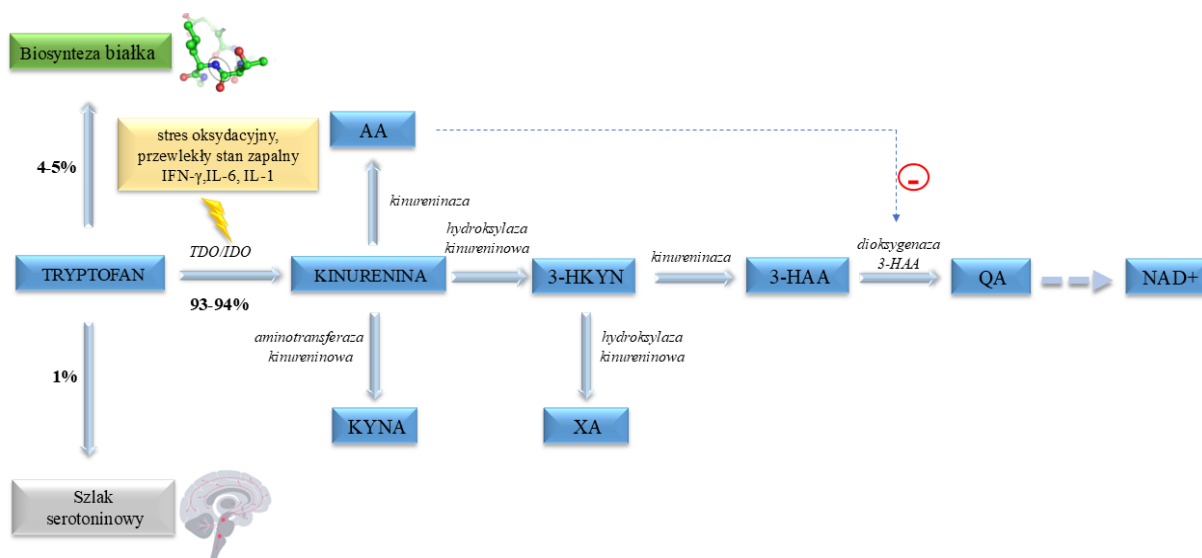 Biosynteza białka
stres oksydacyjny,
przewlekły stan zapalny
IFN-γ,IL-6, IL-1
AA
4-5%
kinureninaza
hydroksylaza
kinureninowa
-
TDO/IDO
kinureninaza
dioksygenaza
3-HAA
TRYPTOFAN
KINURENINA
3-HKYN
3-HAA
QA
NAD+
93-94%
aminotransferaza
kinureninowa
hydroksylaza
kinureninowa
1%
KYNA
XA
Szlak
serotoninowy